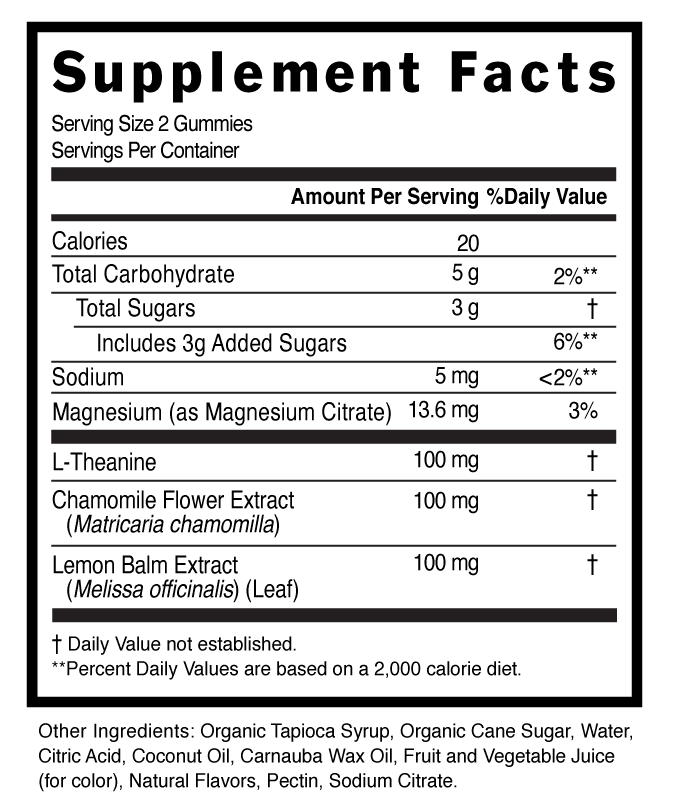 Supplement Facts
Serving Size 2 Gummies
Servings Per Container
Amount Per Serving %Daily Value
Calories 20
Total Carbohydrate 5 g 2%**
Total Sugars 3 g †
Includes 3g Added Sugars 6%**
Sodium 5 mg <2%**
Magnesium (as Magnesium Citrate) 13.6 mg 3%
L-Theanine 100 mg †
Chamomile Flower Extract 100 mg †
(Matricaria chamomilla)
Lemon Balm Extract 100 mg †
(Melissa officinalis) (Leaf)
† Daily Value not established.
**Percent Daily Values are based on a 2,000 calorie diet.
Other Ingredients: Organic Tapioca Syrup, Organic Cane Sugar, Water,
Citric Acid, Coconut Oil, Carnauba Wax Oil, Fruit and Vegetable Juice
(for color), Natural Flavors, Pectin, Sodium Citrate.